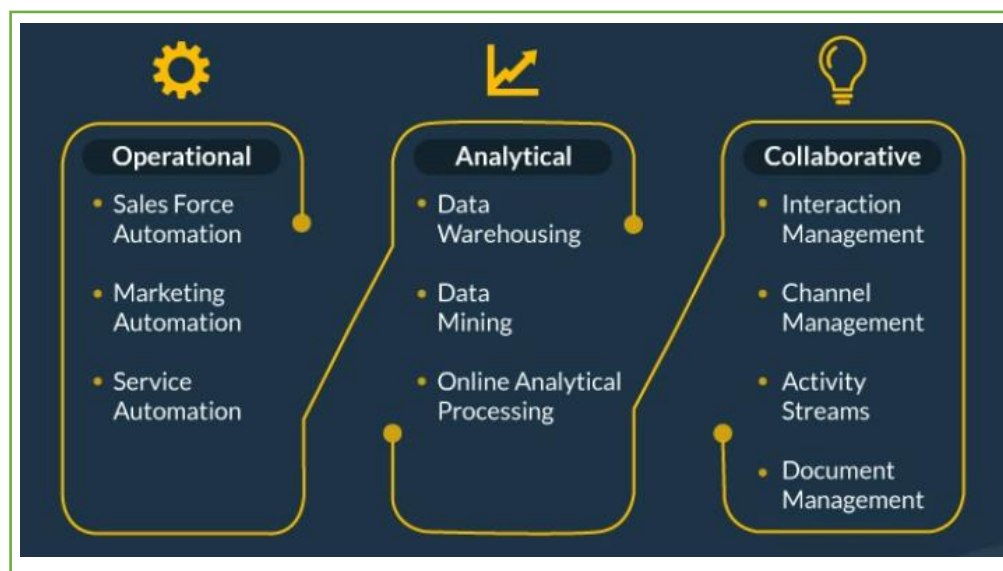 Operational
• Sales Force
Automation
• Marketing
Automation
• Service
Automation
Analytical
• Data
Warehousing
• Data
Mining
• Online Analytical
Processing
Collaborative
• Interaction
Management
• Channel
Management
• Activity
Streams
• Document
Management